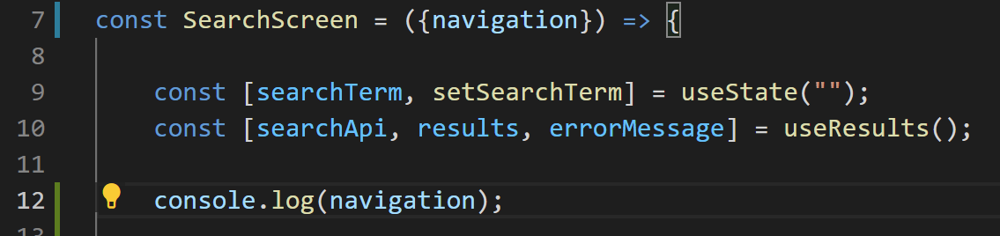 7 const SearchScreen = ({navigation}) => {
8
9 const [searchTerm, setSearchTerm] = useState("");
10 const [searchApi, results, errorMessage] = useResults();
11
12 console.log(navigation);
13